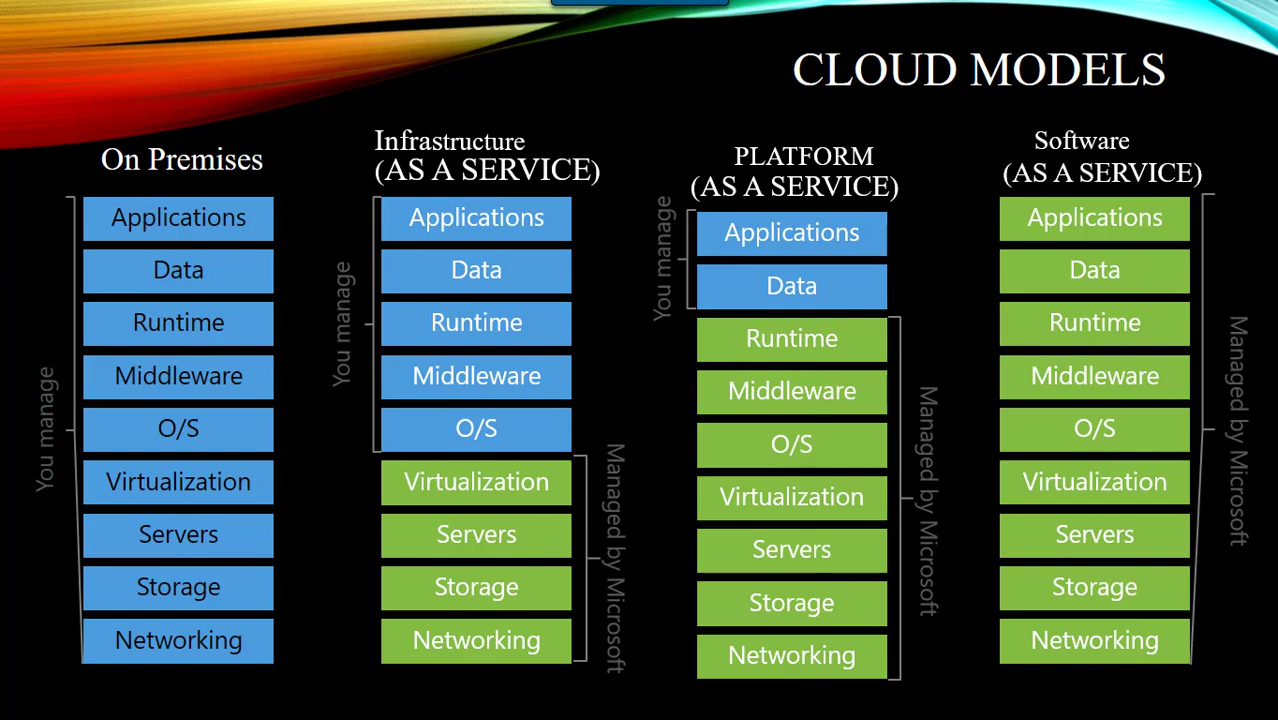 CLOUD MODELS
On Premises
You manage
Applications
Data
Runtime
Middleware
O/S
Virtualization
Servers
Storage
Networking
Infrastructure
(AS A SERVICE)
You manage
Applications
Data
Runtime
Middleware
O/S
Virtualization
Servers
Storage
Networking
Managed by Microsoft
PLATFORM
(AS A SERVICE)
You manage
Applications
Data
Runtime
Middleware
O/S
Virtualization
Servers
Storage
Networking
Managed by Microsoft
Software
(AS A SERVICE)
Applications
Data
Runtime
Middleware
O/S
Virtualization
Servers
Storage
Networking
Managed by Microsoft